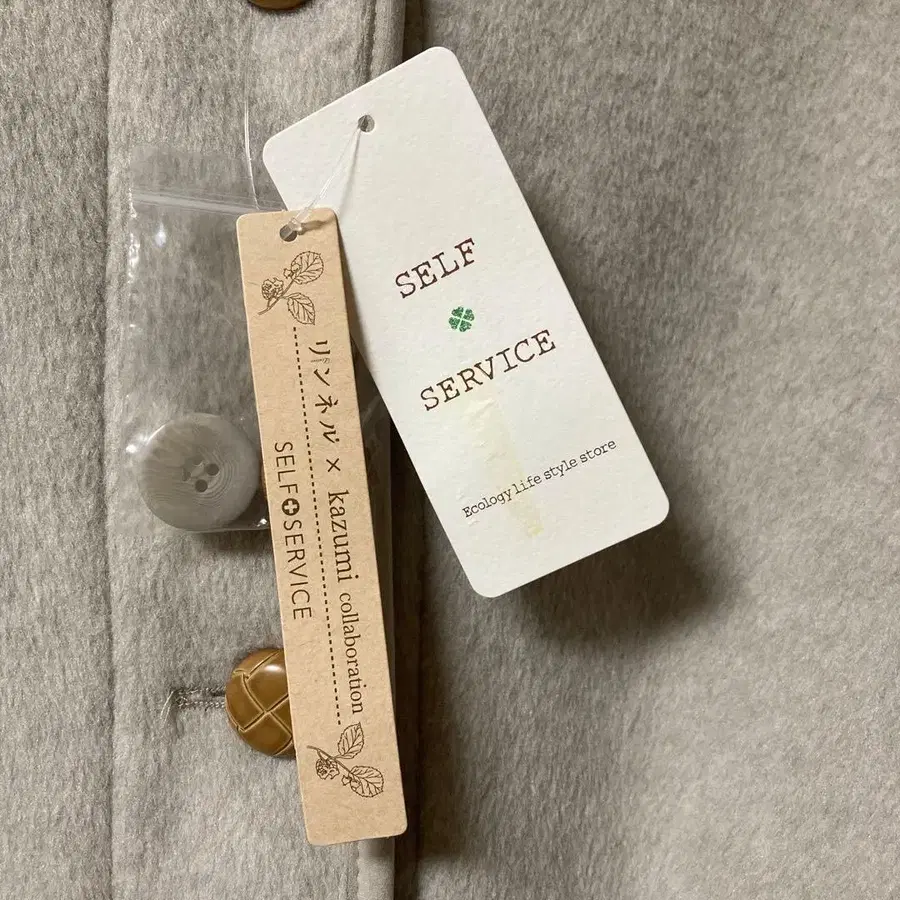 SELF
SERVICE
Ecology life style store
リンネル × kazumi collaboration
SELF SERVICE